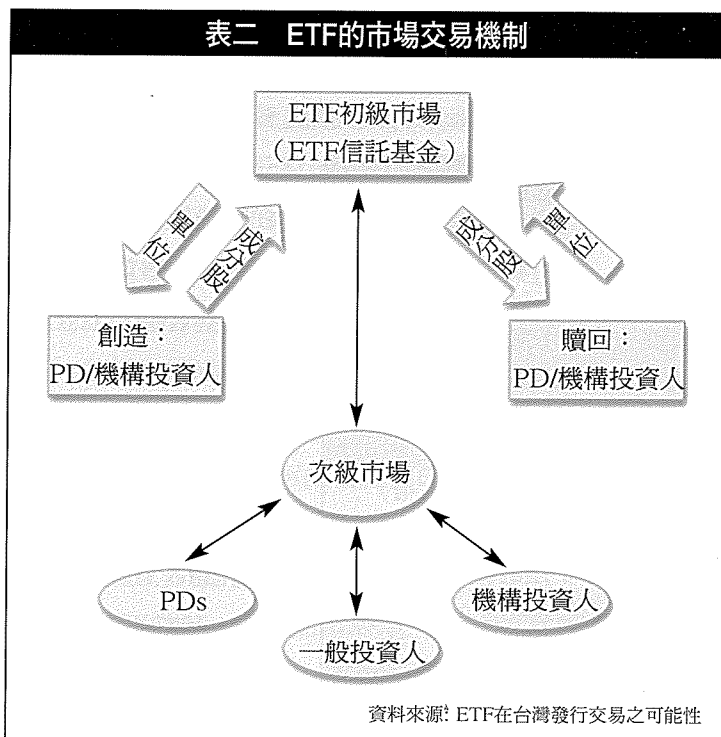 表二 ETF的市場交易機制
ETF初級市場
（ETF信託基金）
單位
成分股
成分股
單位
創造：
PD/機構投資人
贖回：
PD/機構投資人
次級市場
PDs
機構投資人
一般投資人
資料來源：ETF在台灣發行交易之可能性